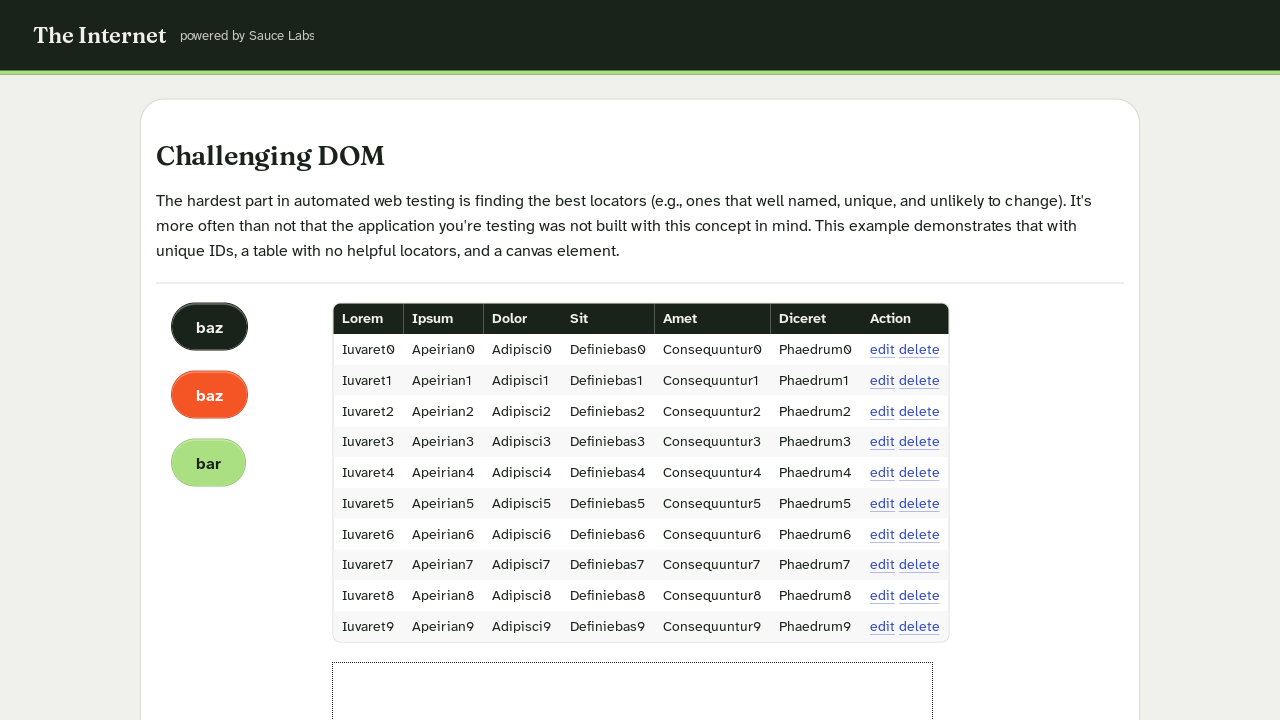 The Internet powered by Sauce Labs
Challenging DOM
The hardest part in automated web testing is finding the best locators (e.g., ones that well named, unique, and unlikely to change). It's
more often than not that the application you're testing was not built with this concept in mind. This example demonstrates that with
unique IDs, a table with no helpful locators, and a canvas element.
baz
baz
bar
Lorem Ipsum Dolor Sit Amet Diceret Action
Iuvaret0 Apeirian0 Adipisci0 Definiebas0 Consequuntur0 Phaedrum0 edit delete
Iuvaret1 Apeirian1 Adipisci1 Definiebas1 Consequuntur1 Phaedrum1 edit delete
Iuvaret2 Apeirian2 Adipisci2 Definiebas2 Consequuntur2 Phaedrum2 edit delete
Iuvaret3 Apeirian3 Adipisci3 Definiebas3 Consequuntur3 Phaedrum3 edit delete
Iuvaret4 Apeirian4 Adipisci4 Definiebas4 Consequuntur4 Phaedrum4 edit delete
Iuvaret5 Apeirian5 Adipisci5 Definiebas5 Consequuntur5 Phaedrum5 edit delete
Iuvaret6 Apeirian6 Adipisci6 Definiebas6 Consequuntur6 Phaedrum6 edit delete
Iuvaret7 Apeirian7 Adipisci7 Definiebas7 Consequuntur7 Phaedrum7 edit delete
Iuvaret8 Apeirian8 Adipisci8 Definiebas8 Consequuntur8 Phaedrum8 edit delete
Iuvaret9 Apeirian9 Adipisci9 Definiebas9 Consequuntur9 Phaedrum9 edit delete